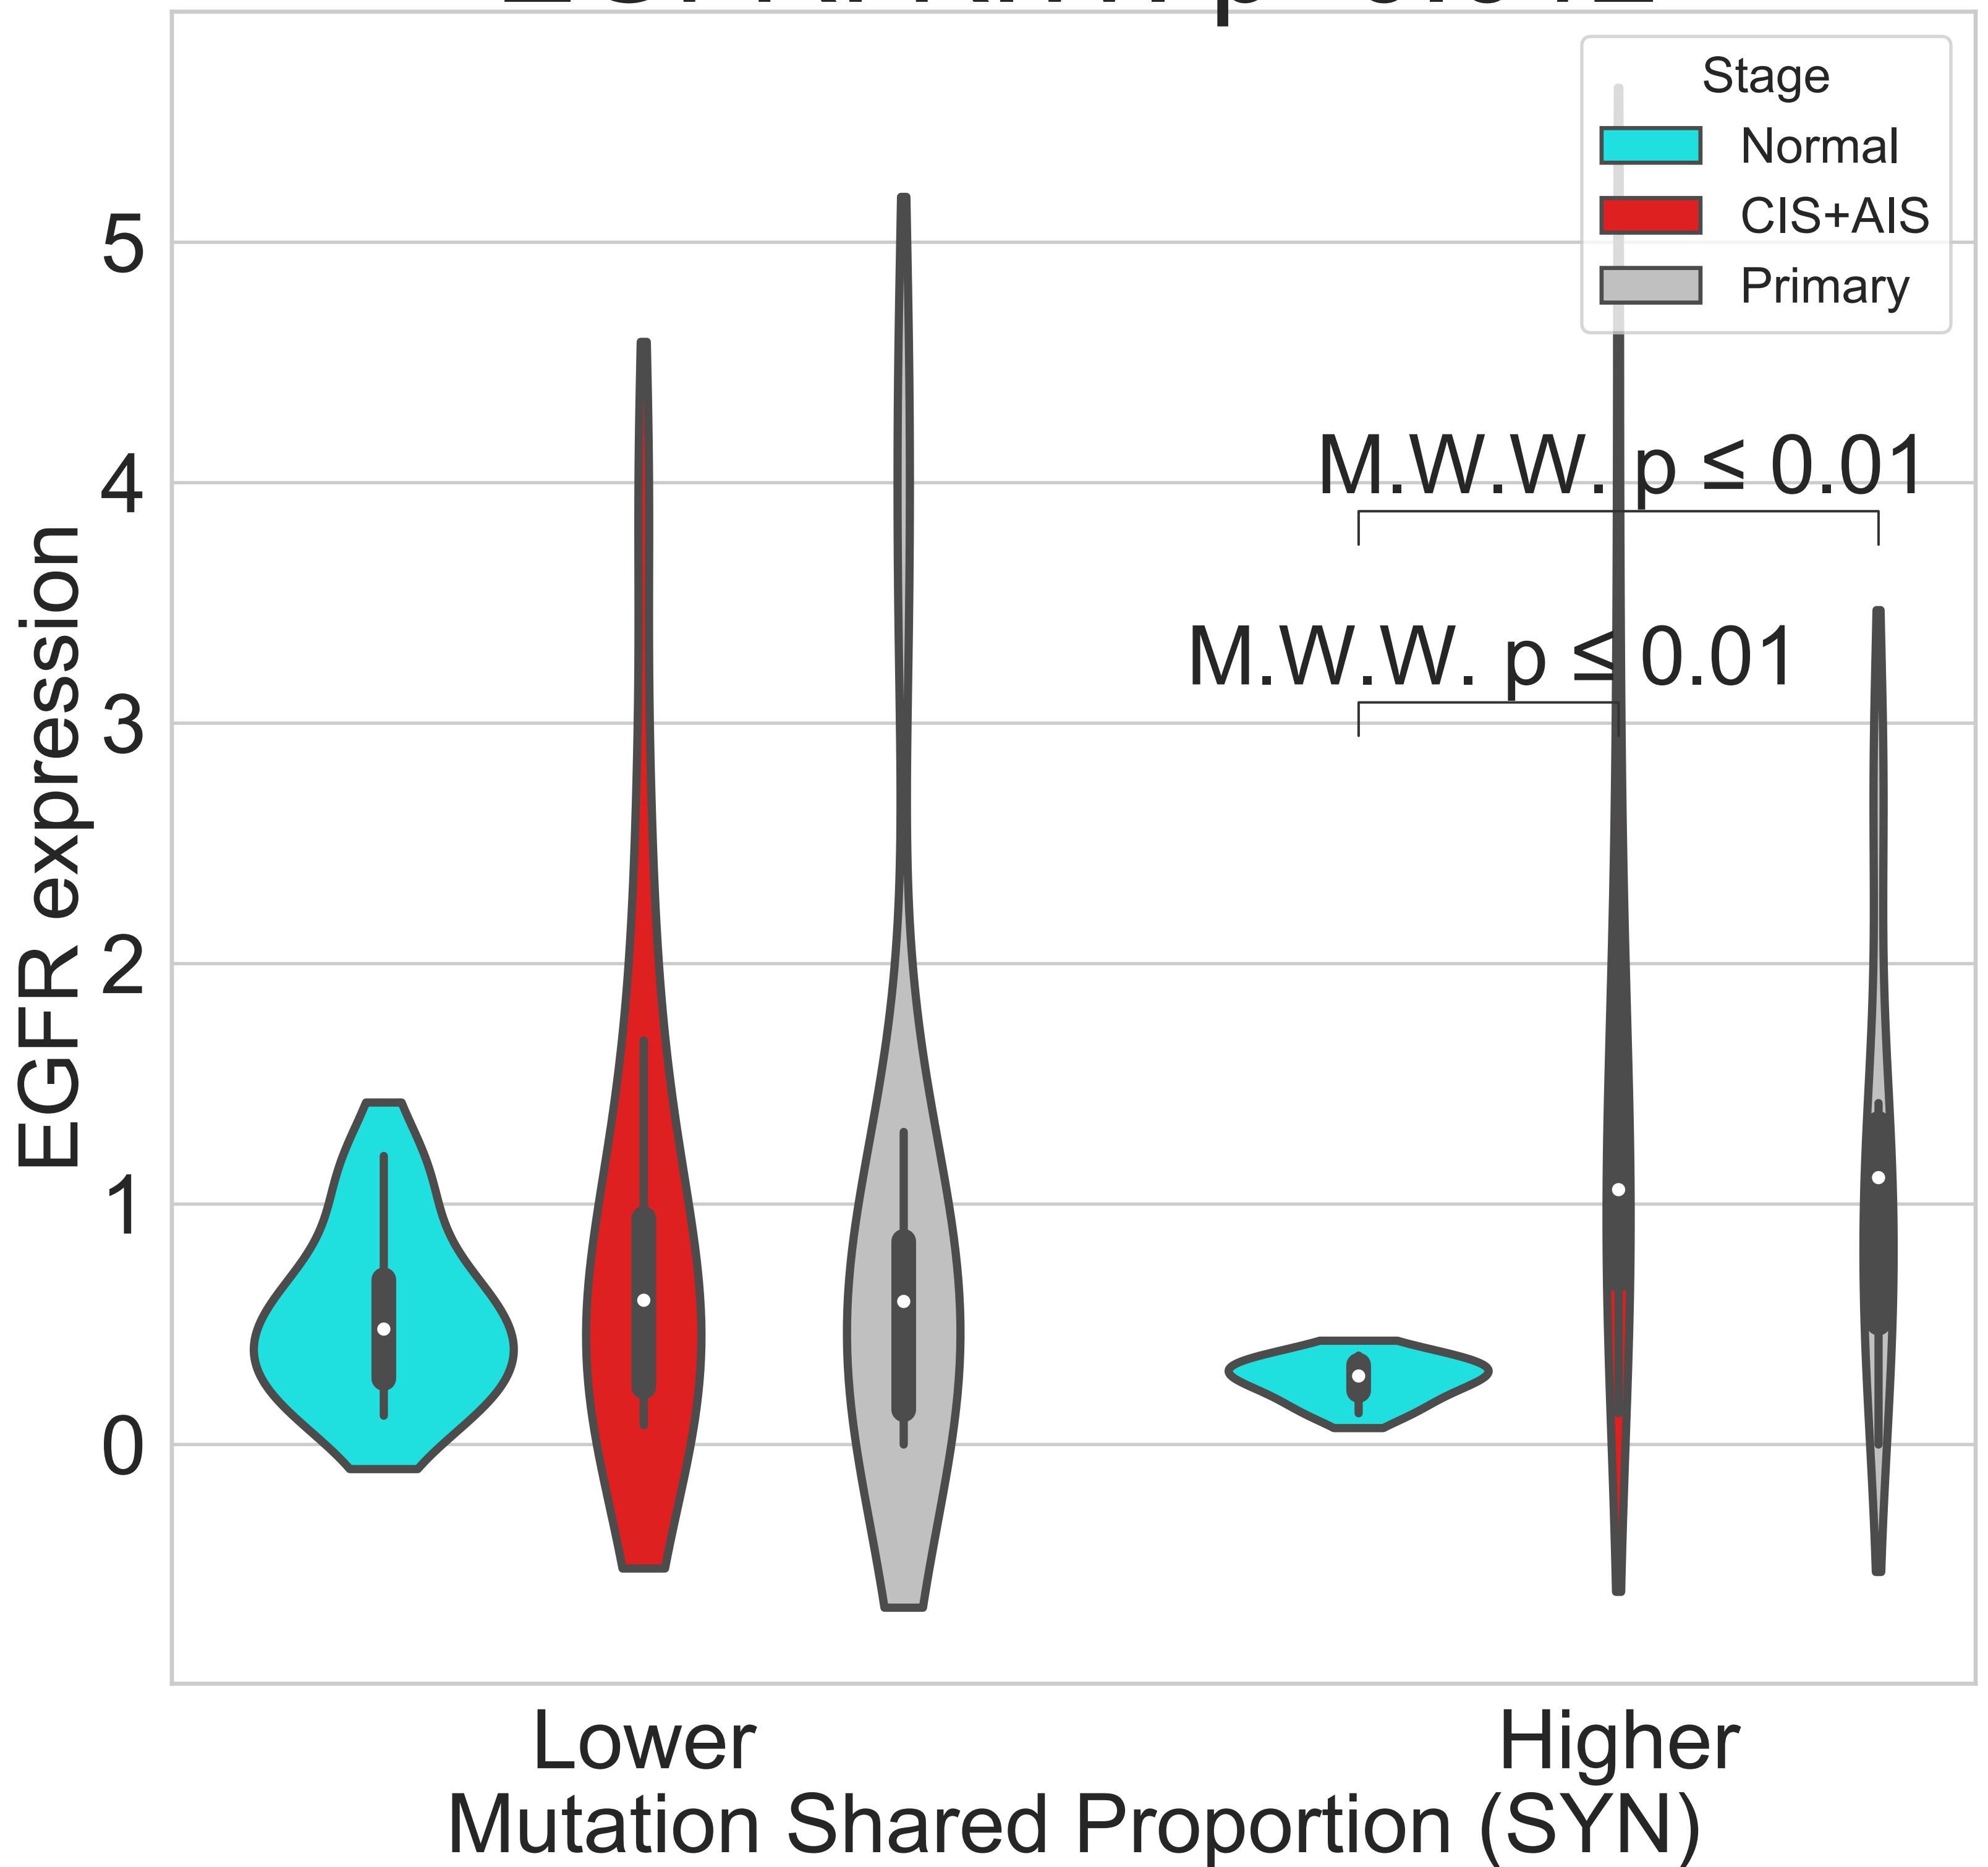 Stage
Normal
CIS+AIS
Primary
5
4
3
2
1
0
EGFR expression
M.W.W. p ≤ 0.01
M.W.W. p ≤ 0.01
Lower
Higher
Mutation Shared Proportion (SYN)